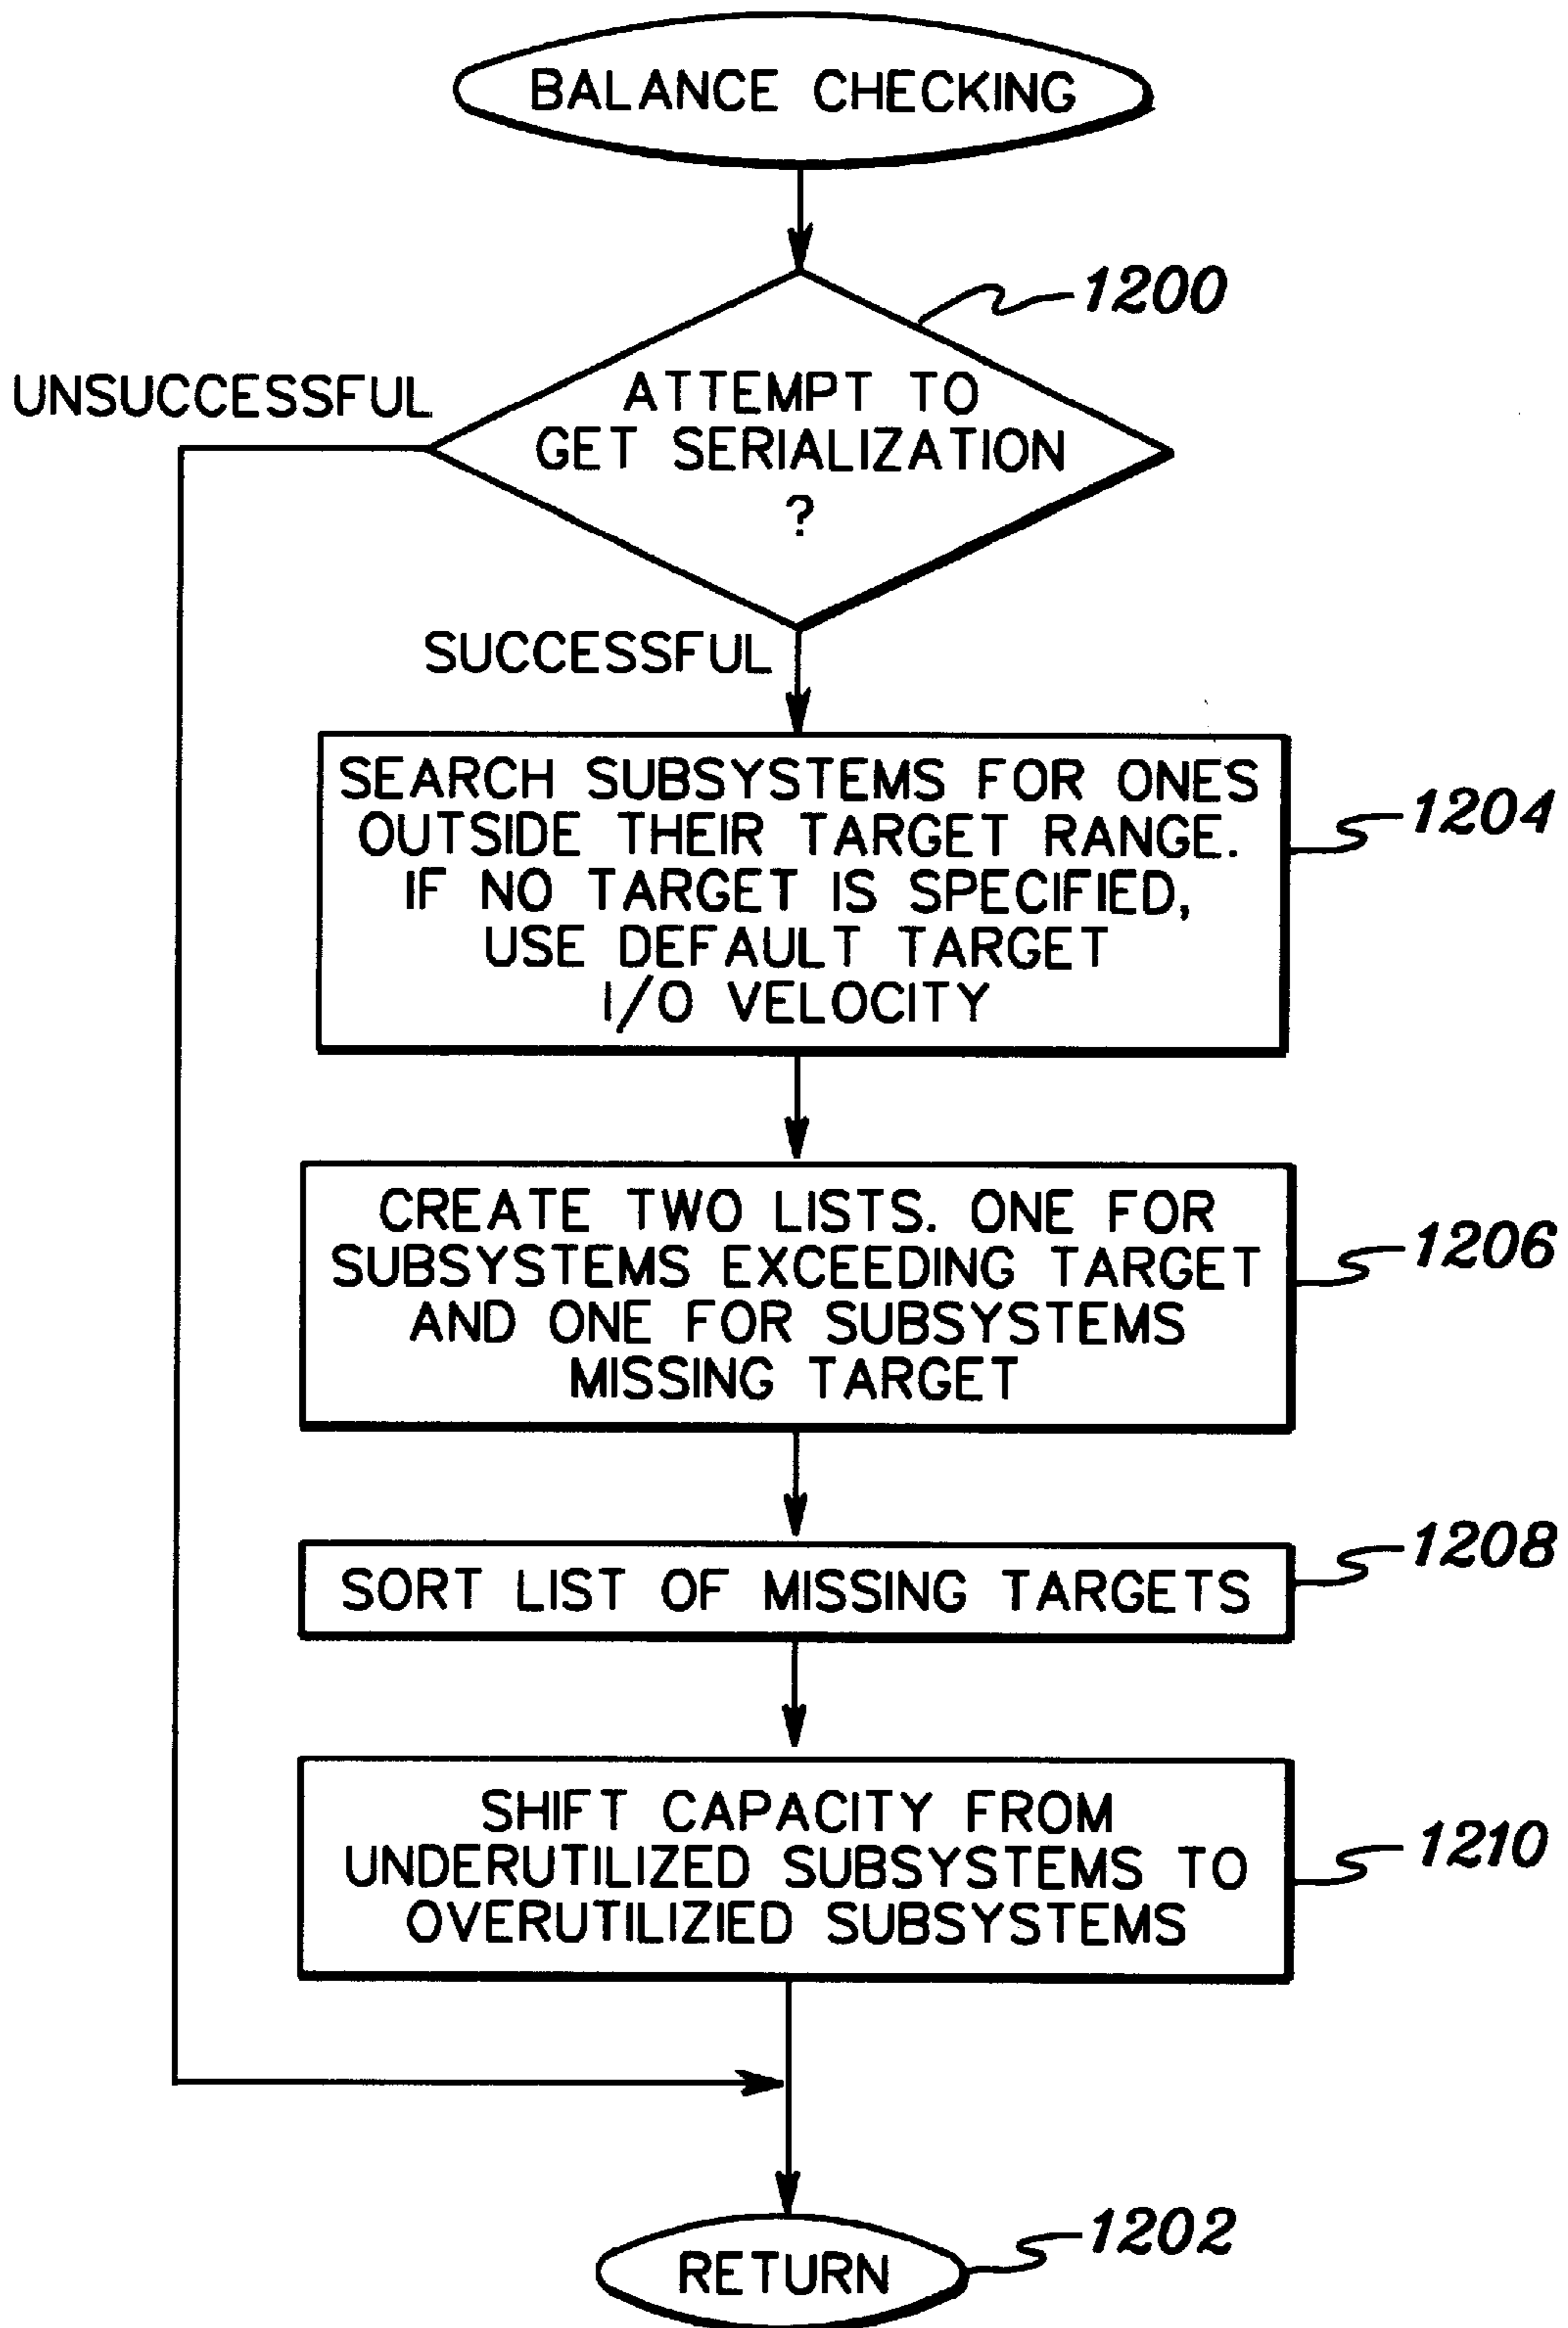 BALANCE CHECKING
1200
UNSUCCESSFUL
ATTEMPT TO
GET SERIALIZATION
?
SUCCESSFUL
SEARCH SUBSYSTEMS FOR ONES
OUTSIDE THEIR TARGET RANGE.
IF NO TARGET IS SPECIFIED,
USE DEFAULT TARGET
I/O VELOCITY
1204
CREATE TWO LISTS. ONE FOR
SUBSYSTEMS EXCEEDING TARGET
AND ONE FOR SUBSYSTEMS
MISSING TARGET
1206
SORT LIST OF MISSING TARGETS
1208
SHIFT CAPACITY FROM
UNDERUTILIZED SUBSYSTEMS TO
OVERUTILIZIED SUBSYSTEMS
1210
RETURN
1202